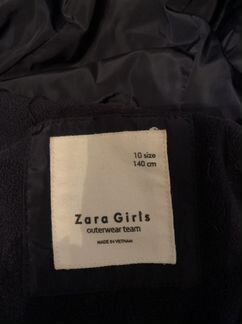 10 size
140 cm
Zara Girls
outerwear team
MADE IN VIETNAM